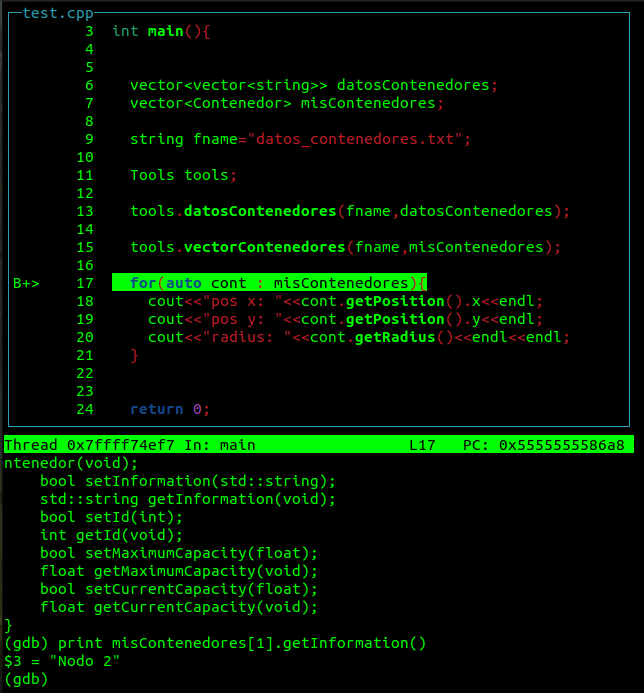 test.cpp
3 int main(){
4
5
6 vector<vector<string>> datosContenedores;
7 vector<Contenedor> misContenedores;
8
9 string fname="datos_contenedores.txt";
10
11 Tools tools;
12
13 tools.datosContenedores(fname,datosContenedores);
14
15 tools.vectorContenedores(fname,misContenedores);
16
B+> 17 for(auto cont : misContenedores){
18 cout<<"pos x: "<<cont.getPosition().x<<endl;
19 cout<<"pos y: "<<cont.getPosition().y<<endl;
20 cout<<"radius: "<<cont.getRadius()<<endl<<endl;
21 }
22
23
24 return 0;
Thread 0x7ffff74ef7 In: main L17 PC: 0x5555555586a8
ntenedor(void);
bool setInformation(std::string);
std::string getInformation(void);
bool setId(int);
int getId(void);
bool setMaximumCapacity(float);
float getMaximumCapacity(void);
bool setCurrentCapacity(float);
float getCurrentCapacity(void);
}
(gdb) print misContenedores[1].getInformation()
$3 = "Nodo 2"
(gdb)